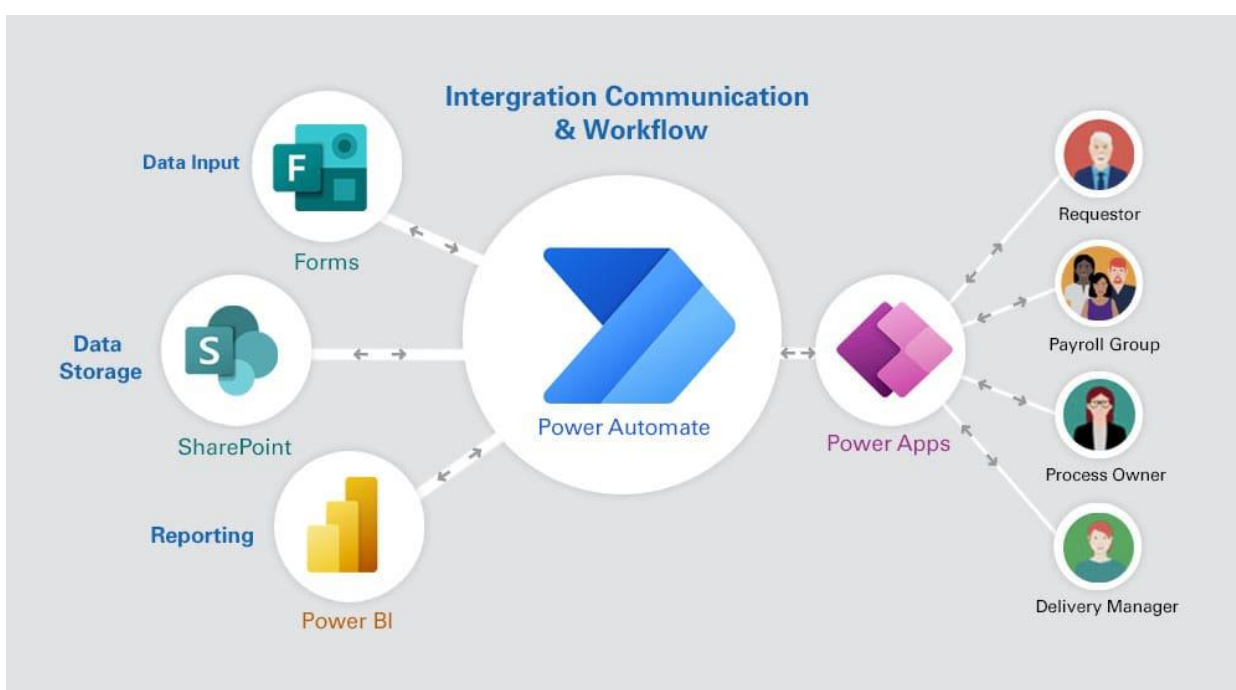 Intergration Communication
& Workflow
Data Input
F
Forms
Data
Storage
S
SharePoint
Reporting
Power BI
Power Automate
Power Apps
Requestor
Payroll Group
Process Owner
Delivery Manager